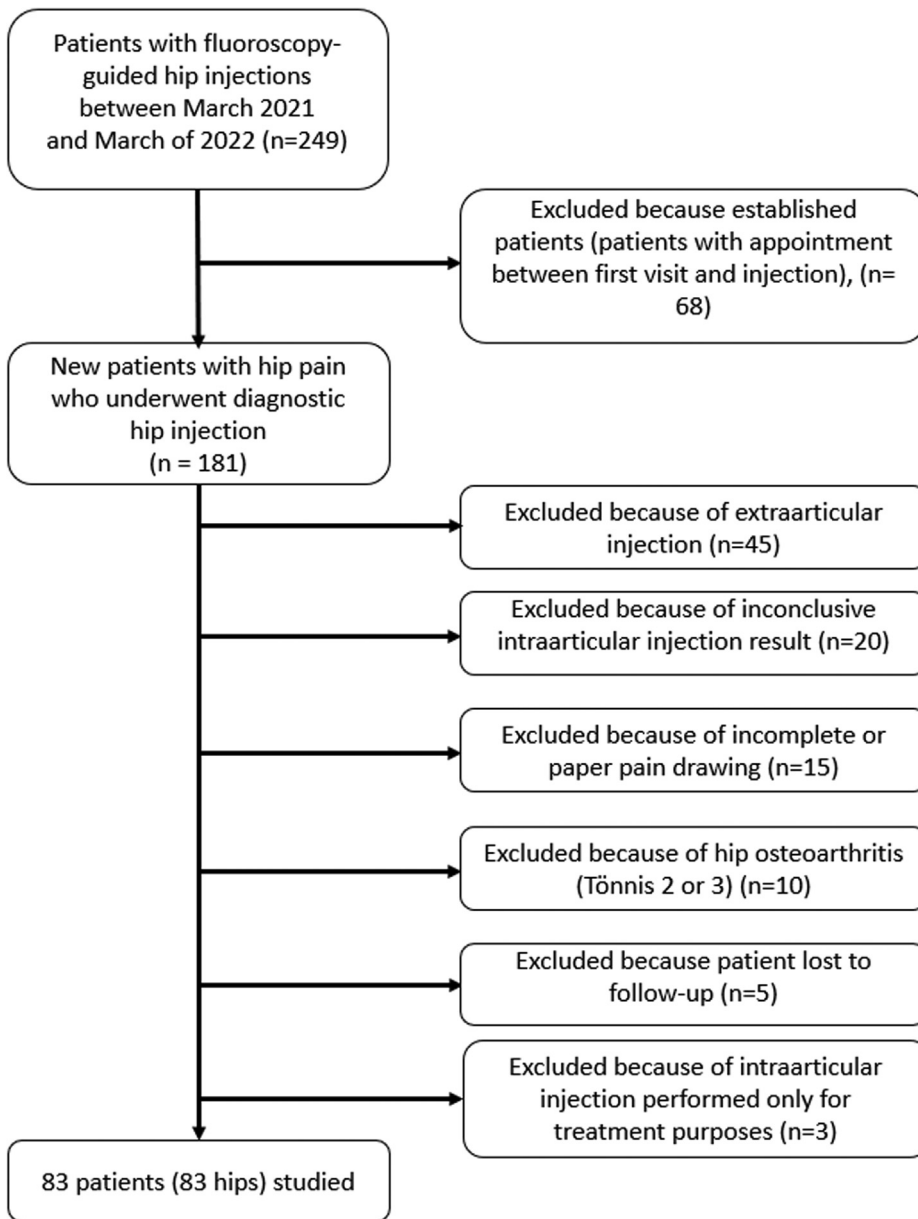 Patients with fluoroscopy-
guided hip injections
between March 2021
and March of 2022 (n=249)
Excluded because established
patients (patients with appointment
between first visit and injection), (n=
68)
New patients with hip pain
who underwent diagnostic
hip injection
(n = 181)
Excluded because of extraarticular
injection (n=45)
Excluded because of inconclusive
intraarticular injection result (n=20)
Excluded because of incomplete or
paper pain drawing (n=15)
Excluded because of hip osteoarthritis
(Tönnis 2 or 3) (n=10)
Excluded because patient lost to
follow-up (n=5)
Excluded because of intraarticular
injection performed only for
treatment purposes (n=3)
83 patients (83 hips) studied